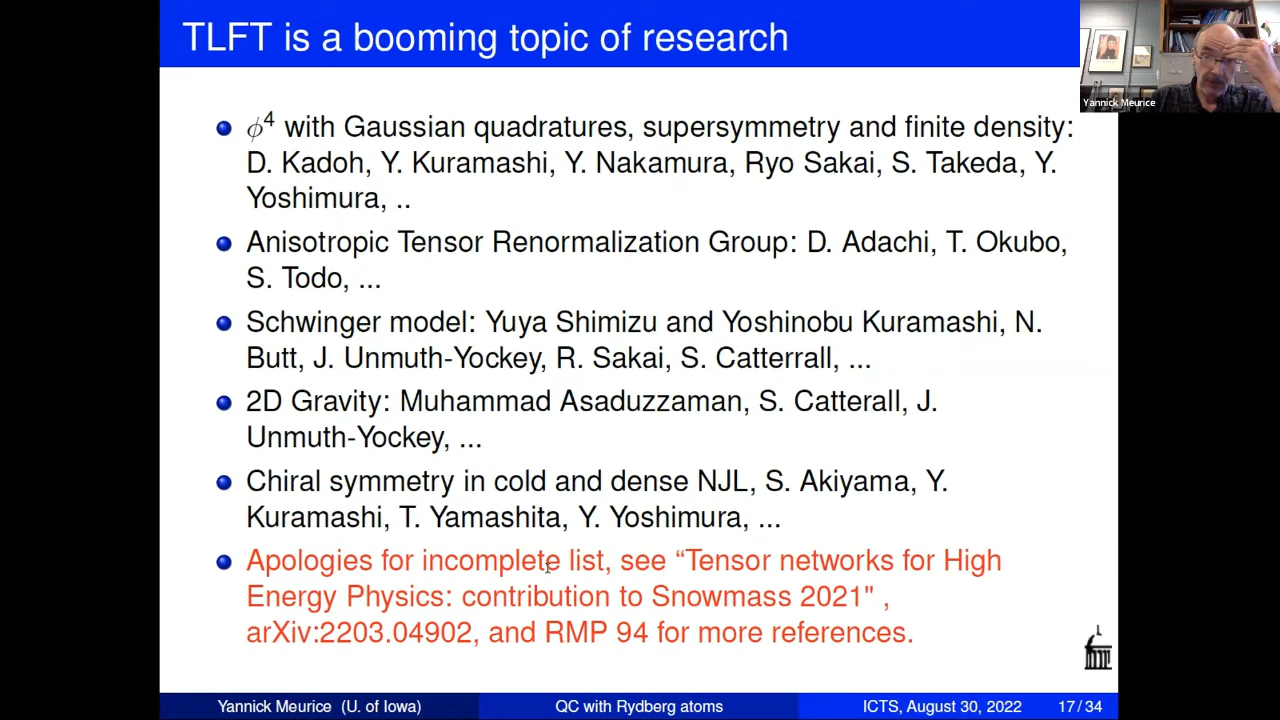 TLFT is a booming topic of research
Yannick Meurice
ϕ⁴ with Gaussian quadratures, supersymmetry and finite density:
D. Kadoh, Y. Kuramashi, Y. Nakamura, Ryo Sakai, S. Takeda, Y.
Yoshimura, ..
Anisotropic Tensor Renormalization Group: D. Adachi, T. Okubo,
S. Todo, ...
Schwinger model: Yuya Shimizu and Yoshinobu Kuramashi, N.
Butt, J. Unmuth-Yockey, R. Sakai, S. Catterrall, ...
2D Gravity: Muhammad Asaduzzaman, S. Catterall, J.
Unmuth-Yockey, ...
Chiral symmetry in cold and dense NJL, S. Akiyama, Y.
Kuramashi, T. Yamashita, Y. Yoshimura, ...
Apologies for incomplete list, see “Tensor networks for High
Energy Physics: contribution to Snowmass 2021" ,
arXiv:2203.04902, and RMP 94 for more references.
Yannick Meurice (U. of Iowa) QC with Rydberg atoms ICTS, August 30, 2022 17 / 34